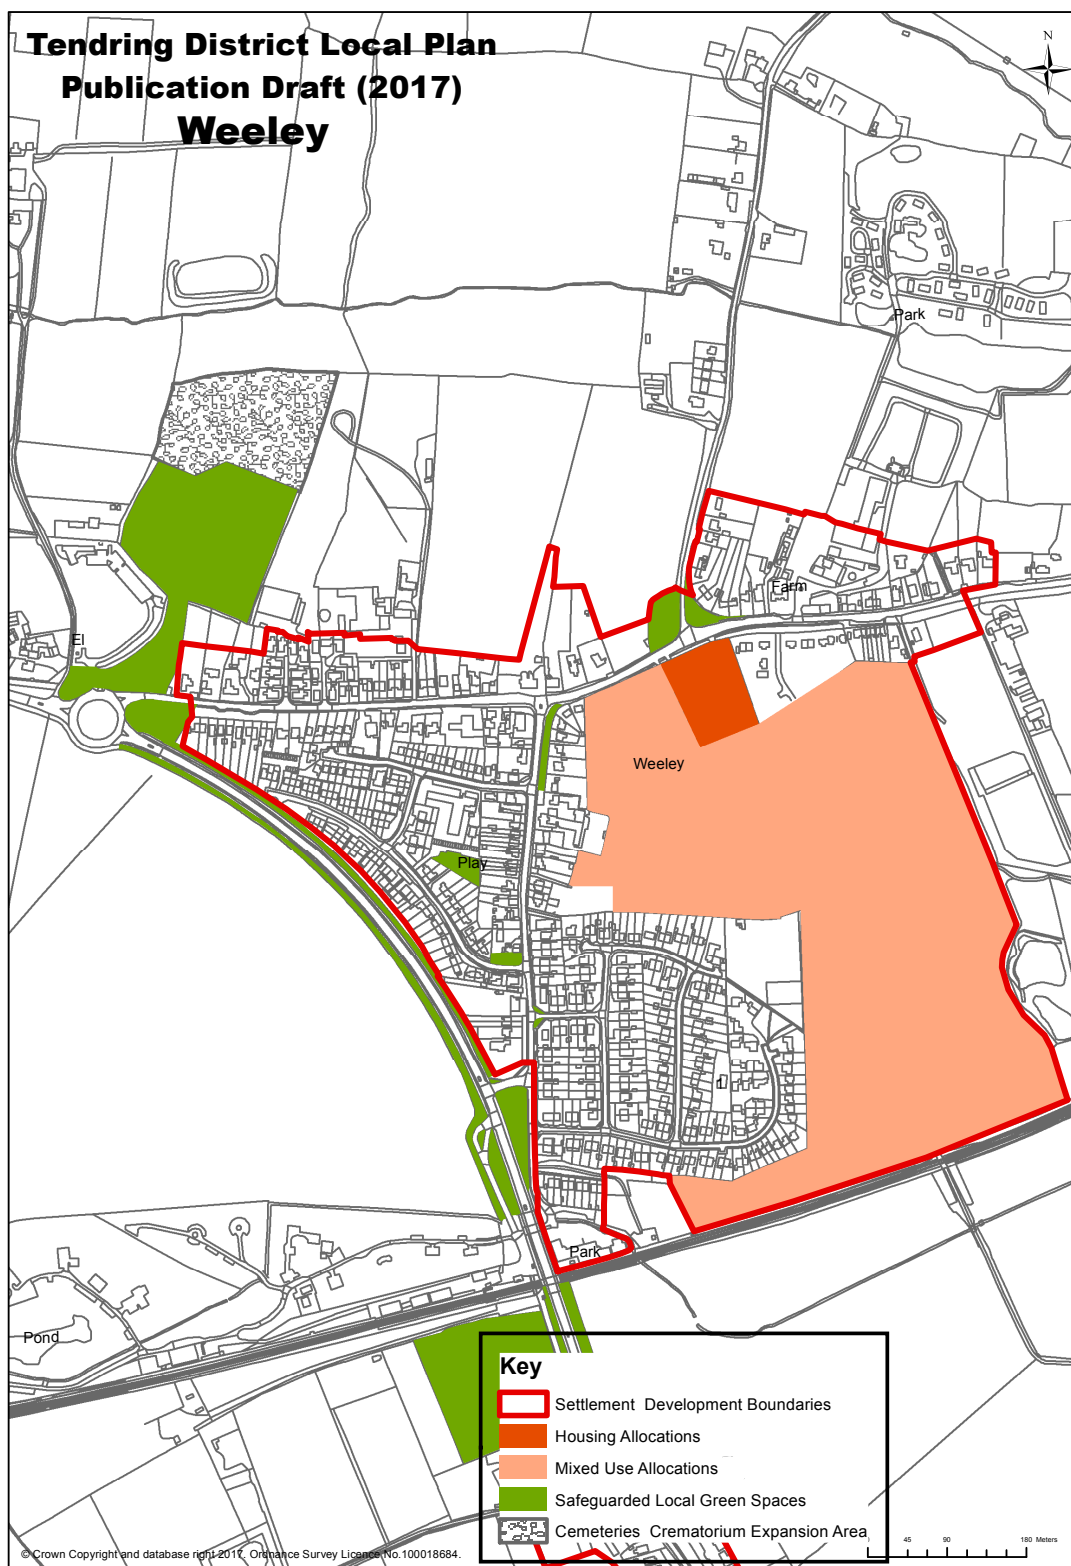 Tendring District Local Plan
Publication Draft (2017)
Weeley
N
Park
Farm
El
Weeley
Play
Park
Pond
Key
Settlement Development Boundaries
Housing Allocations
Mixed Use Allocations
Safeguarded Local Green Spaces
Cemeteries Crematorium Expansion Area
45 90 180 Meters
© Crown Copyright and database right 2017. Ordnance Survey Licence No.100018684.